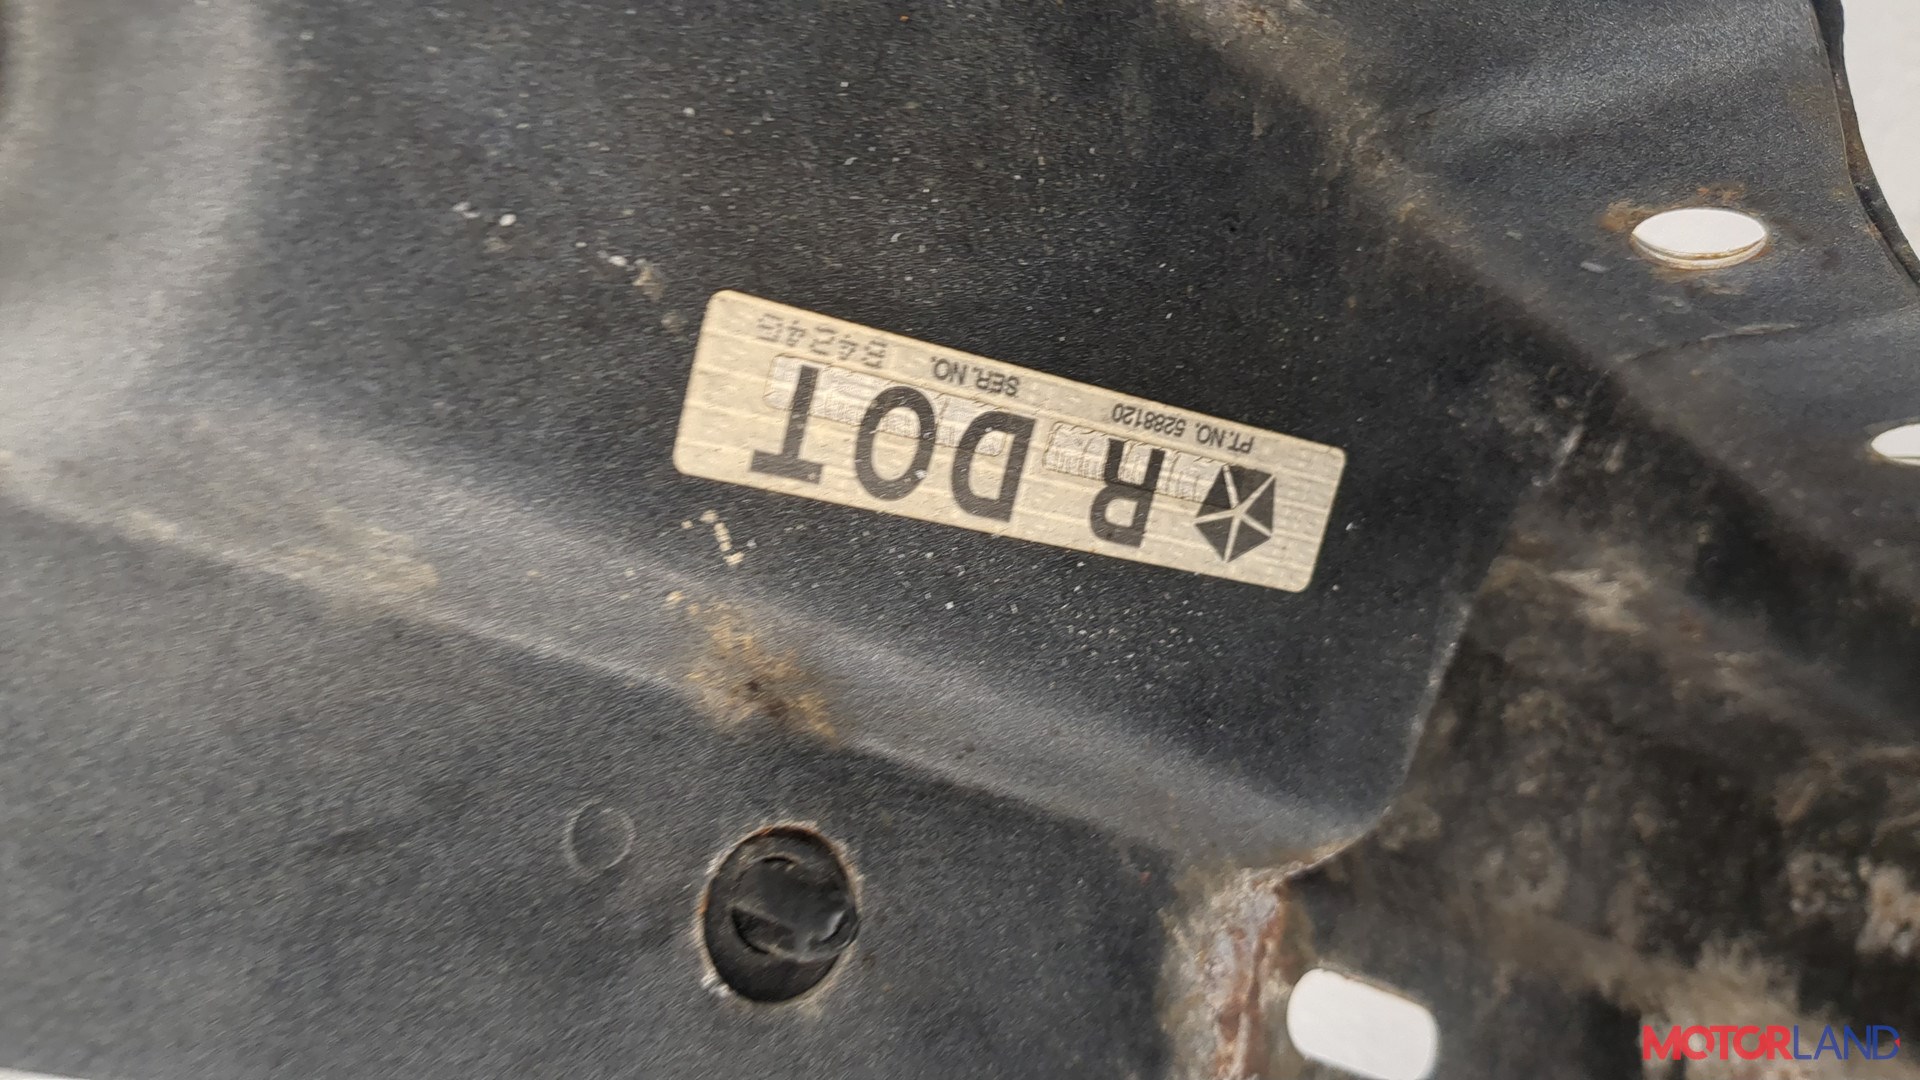 R DOT
PT. NO. 5288120 SER. NO.
MOTORLAND